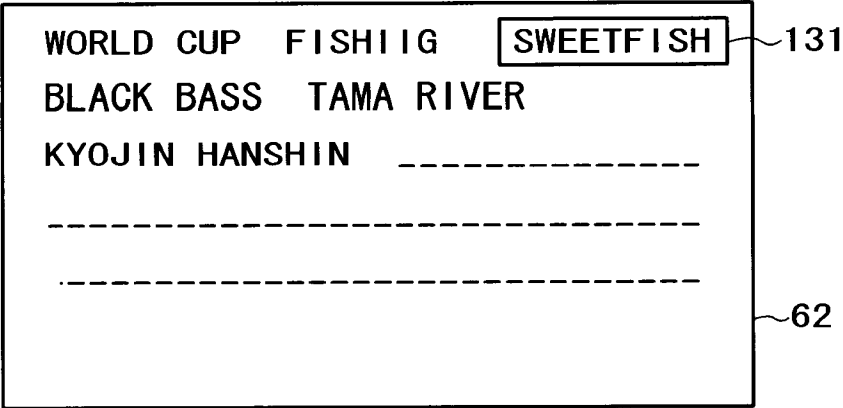 WORLD CUP FISHIIG SWEETFISH 131
BLACK BASS TAMA RIVER
KYOJIN HANSHIN
62